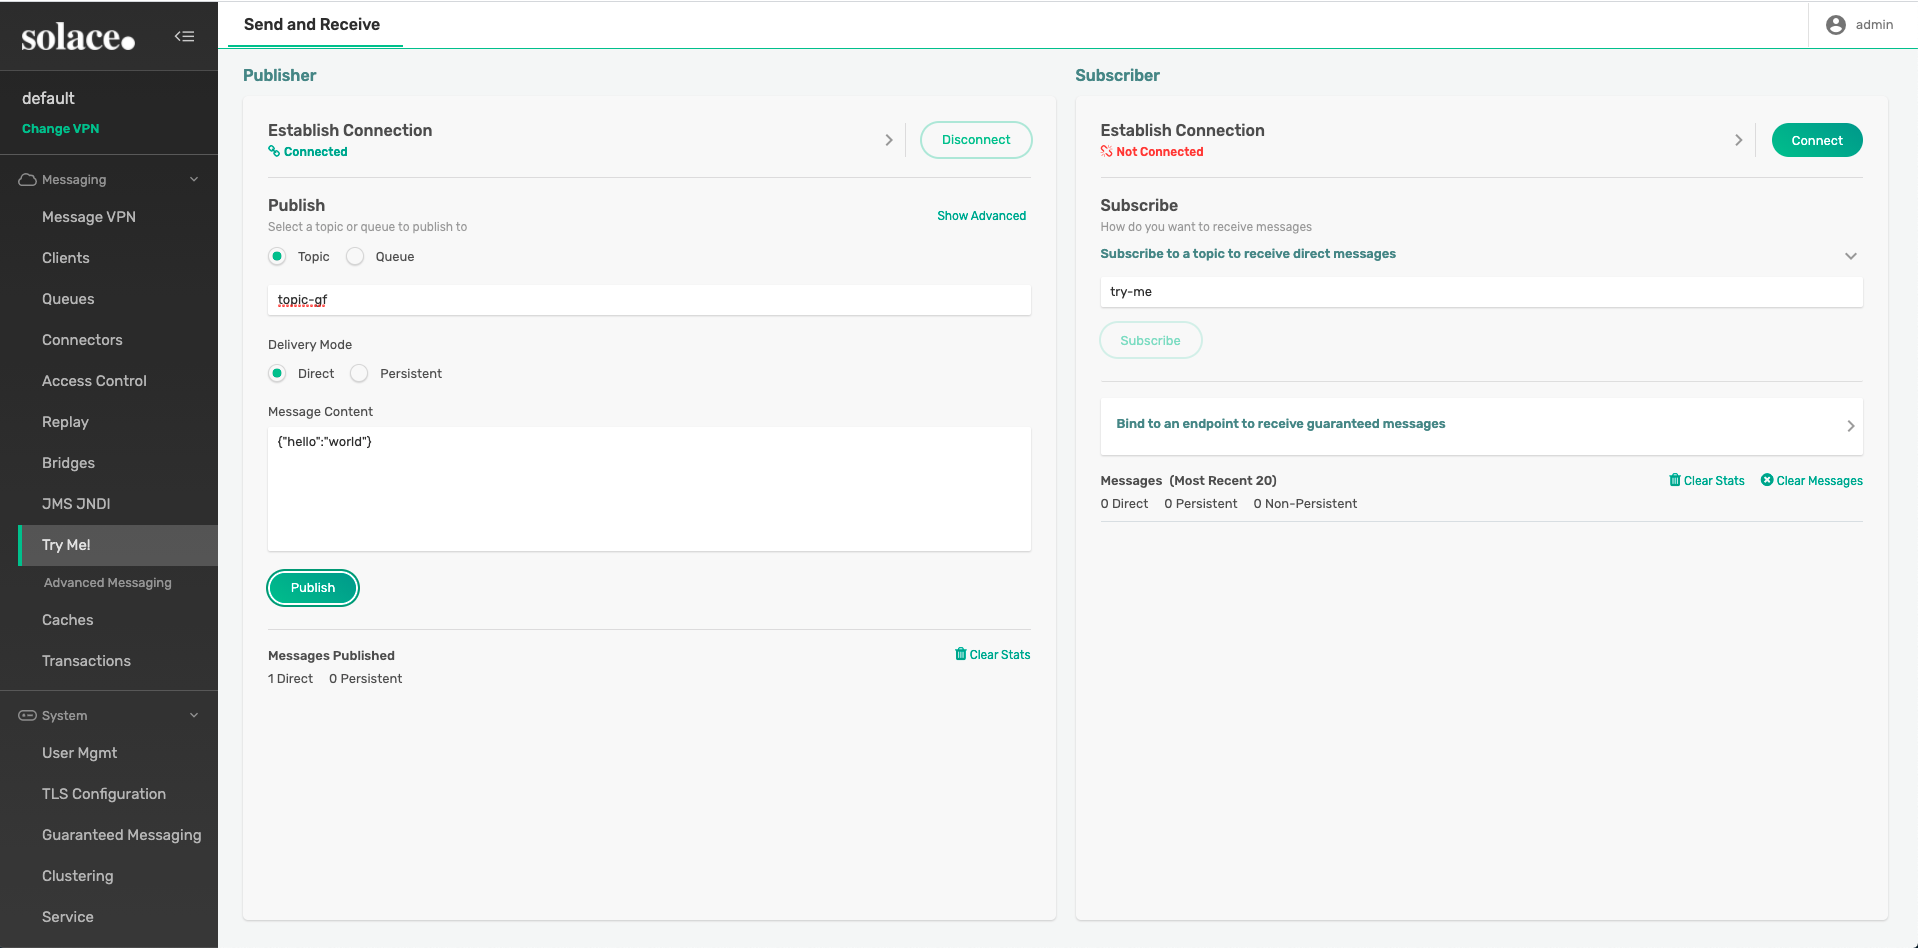 solace.
default
Change VPN
Messaging
Message VPN
Clients
Queues
Connectors
Access Control
Replay
Bridges
JMS JNDI
Try Me!
Advanced Messaging
Caches
Transactions
System
User Mgmt
TLS Configuration
Guaranteed Messaging
Clustering
Service
Send and Receive
admin
Publisher
Establish Connection
Connected
Disconnect
Publish
Select a topic or queue to publish to
Show Advanced
Topic Queue
topic-gf
Delivery Mode
Direct Persistent
Message Content
{"hello":"world"}
Publish
Messages Published
Clear Stats
1 Direct 0 Persistent
Subscriber
Establish Connection
Not Connected
Connect
Subscribe
How do you want to receive messages
Subscribe to a topic to receive direct messages
try-me
Subscribe
Bind to an endpoint to receive guaranteed messages
Messages (Most Recent 20)
Clear Stats Clear Messages
0 Direct 0 Persistent 0 Non-Persistent